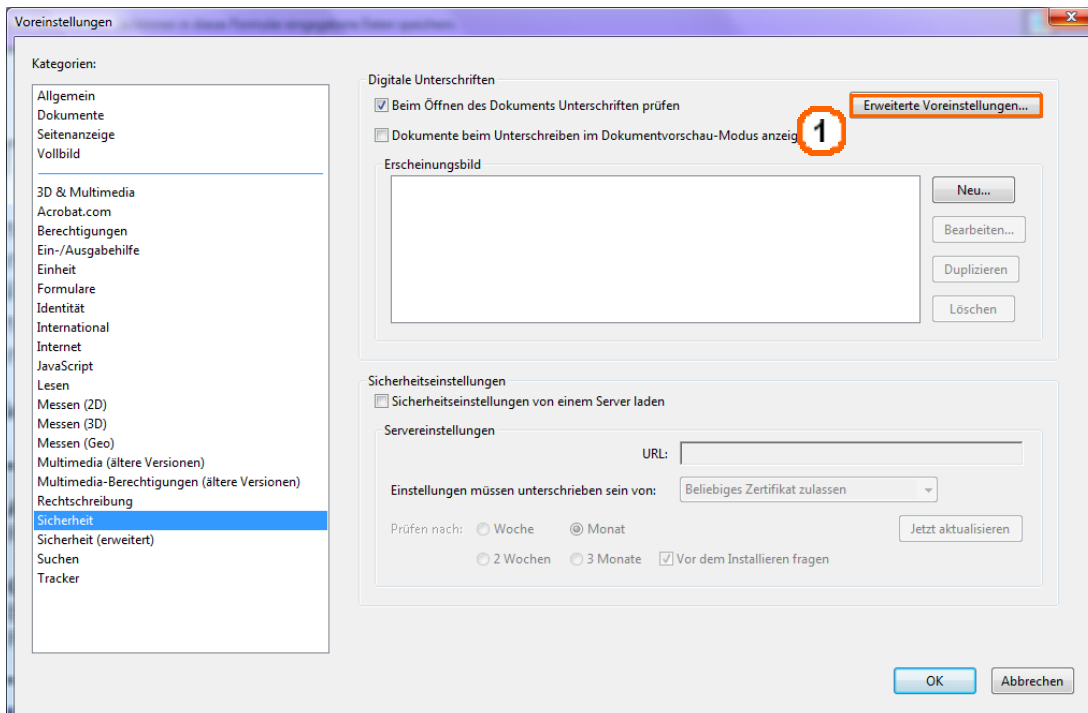 Voreinstellungen
Kategorien:
Allgemein
Dokumente
Seitenanzeige
Vollbild
3D & Multimedia
Acrobat.com
Berechtigungen
Ein-/Ausgabehilfe
Einheit
Formulare
Identität
International
Internet
JavaScript
Lesen
Messen (2D)
Messen (3D)
Messen (Geo)
Multimedia (ältere Versionen)
Multimedia-Berechtigungen (ältere Versionen)
Rechtschreibung
Sicherheit
Sicherheit (erweitert)
Suchen
Tracker
Digitale Unterschriften
Beim Öffnen des Dokuments Unterschriften prüfen
Erweiterte Voreinstellungen...
Dokumente beim Unterschreiben im Dokumentvorschau-Modus anzeig
1
Erscheinungsbild
Neu...
Bearbeiten...
Duplizieren
Löschen
Sicherheitseinstellungen
Sicherheitseinstellungen von einem Server laden
Servereinstellungen
URL:
Einstellungen müssen unterschrieben sein von: Beliebiges Zertifikat zulassen
Prüfen nach: Woche Monat Jetzt aktualisieren
2 Wochen 3 Monate Vor dem Installieren fragen
OK Abbrechen